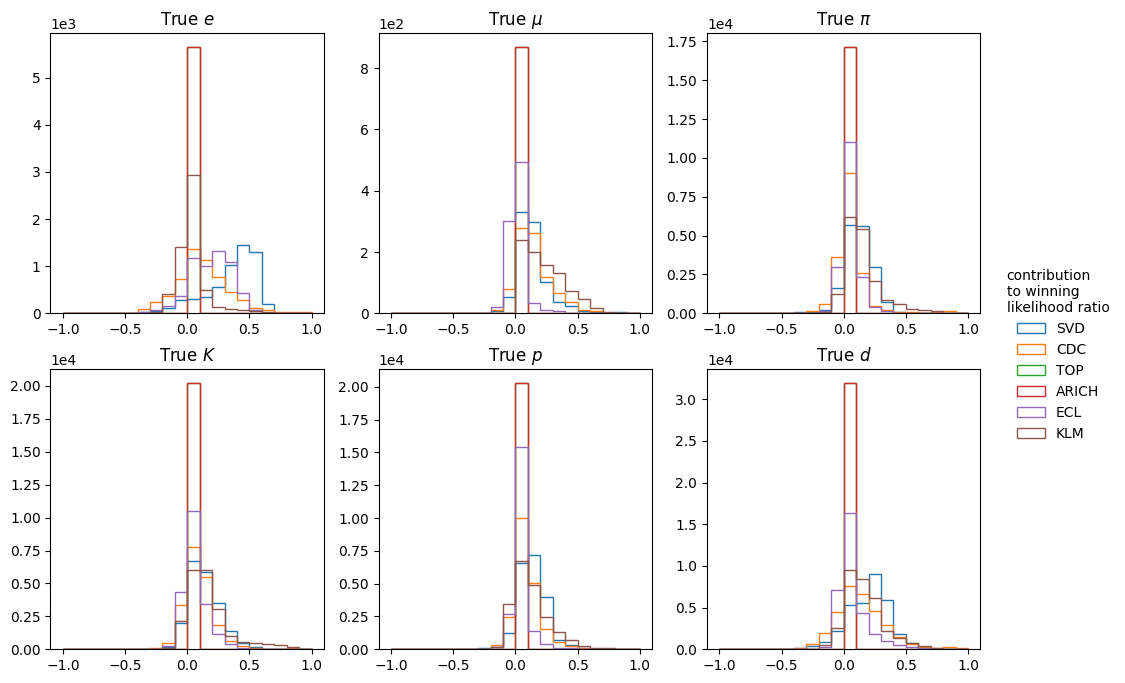 True e
1e3
5
4
3
2
1
0
−1.0 −0.5 0.0 0.5 1.0
True μ
1e2
8
6
4
2
0
−1.0 −0.5 0.0 0.5 1.0
True π
1e4
1.75
1.50
1.25
1.00
0.75
0.50
0.25
0.00
−1.0 −0.5 0.0 0.5 1.0
True K
1e4
2.00
1.75
1.50
1.25
1.00
0.75
0.50
0.25
0.00
−1.0 −0.5 0.0 0.5 1.0
True p
1e4
2.00
1.75
1.50
1.25
1.00
0.75
0.50
0.25
0.00
−1.0 −0.5 0.0 0.5 1.0
True d
1e4
3.0
2.5
2.0
1.5
1.0
0.5
0.0
−1.0 −0.5 0.0 0.5 1.0
contribution
to winning
likelihood ratio
SVD
CDC
TOP
ARICH
ECL
KLM